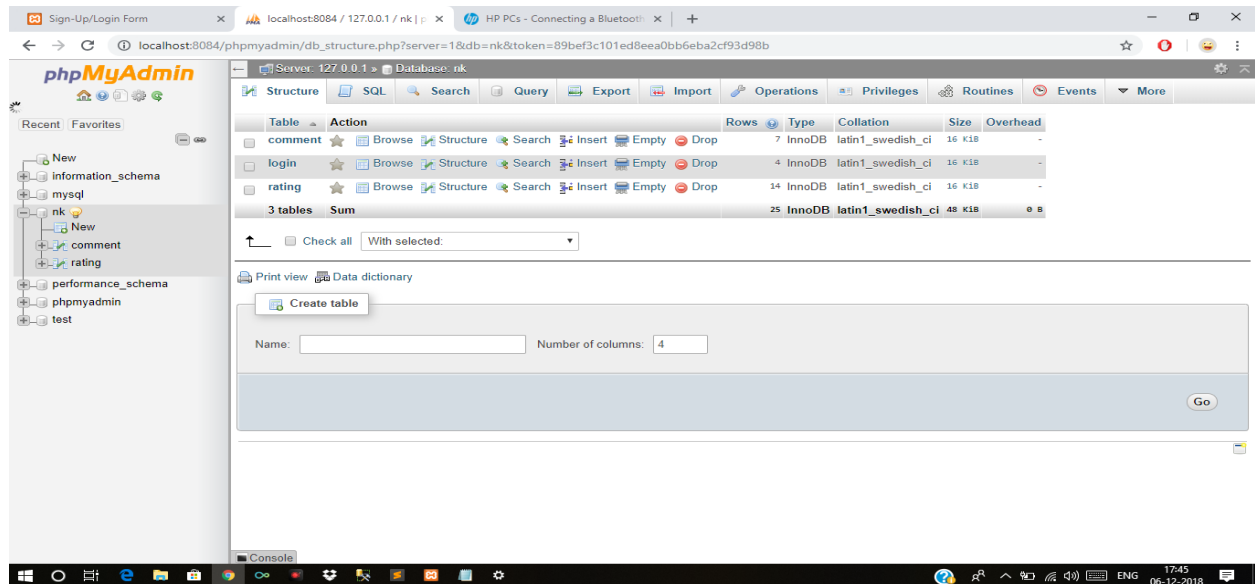 Sign-Up/Login Form
localhost:8084 / 127.0.0.1 / nk | p
HP PCs - Connecting a Bluetooth
localhost:8084/phpmyadmin/db_structure.php?server=1&db=nk&token=89bef3c101ed8eea0bb6eba2cf93d98b
phpMyAdmin
Recent Favorites
New
information_schema
mysql
nk
New
comment
rating
performance_schema
phpmyadmin
test
Server: 127.0.0.1 » Database: nk
Structure SQL Search Query Export Import Operations Privileges Routines Events More
Table Action Rows Type Collation Size Overhead
comment Browse Structure Search Insert Empty Drop 7 InnoDB latin1_swedish_ci 16 KiB -
login Browse Structure Search Insert Empty Drop 4 InnoDB latin1_swedish_ci 16 KiB -
rating Browse Structure Search Insert Empty Drop 14 InnoDB latin1_swedish_ci 16 KiB -
3 tables Sum 25 InnoDB latin1_swedish_ci 48 KiB 0 B
Check all With selected:
Print view Data dictionary
Create table
Name: Number of columns: 4
Go
Console
ENG
17:45
06-12-2018